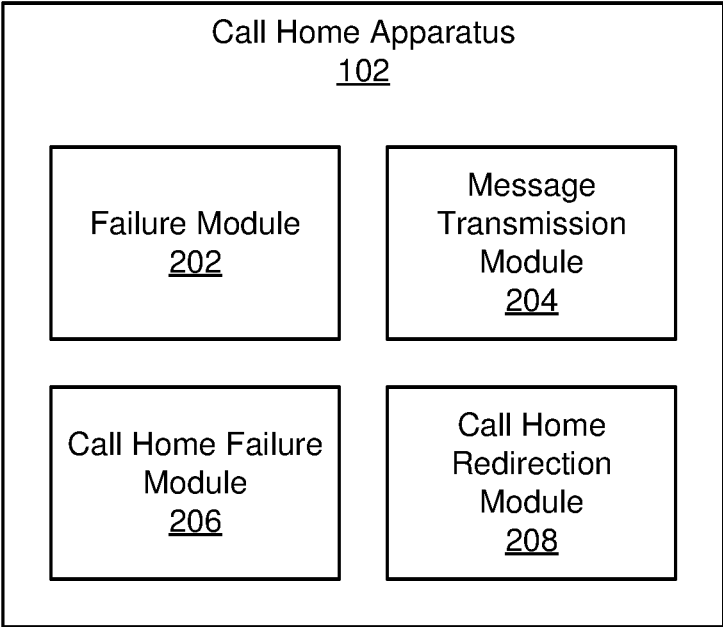 Call Home Apparatus
102
Failure Module
202
Message
Transmission
Module
204
Call Home Failure
Module
206
Call Home
Redirection
Module
208